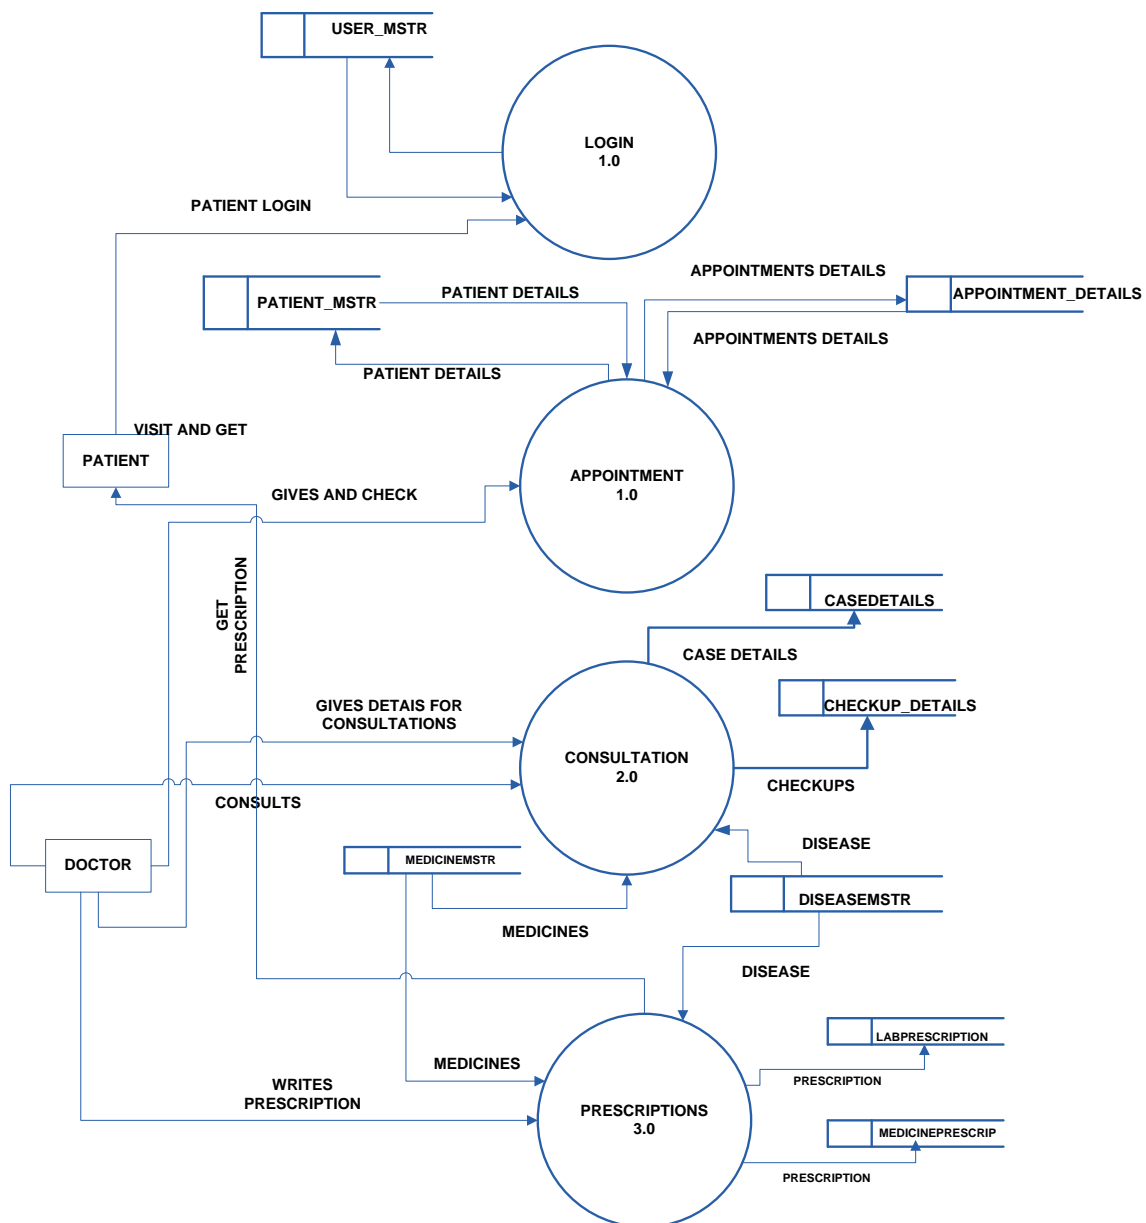 USER_MSTR
LOGIN
1.0
PATIENT LOGIN
APPOINTMENTS DETAILS
PATIENT_MSTR
PATIENT DETAILS
APPOINTMENT_DETAILS
APPOINTMENTS DETAILS
PATIENT DETAILS
VISIT AND GET
PATIENT
APPOINTMENT
1.0
GIVES AND CHECK
GET
PRESCRIPTION
CASEDETAILS
CASE DETAILS
GIVES DETAIS FOR
CONSULTATIONS
CHECKUP_DETAILS
CONSULTATION
2.0
CHECKUPS
CONSULTS
DOCTOR
MEDICINEMSTR
DISEASE
DISEASEMSTR
MEDICINES
DISEASE
LABPRESCRIPTION
MEDICINES
PRESCRIPTION
WRITES
PRESCRIPTION
PRESCRIPTIONS
3.0
MEDICINEPRESCRIP
PRESCRIPTION